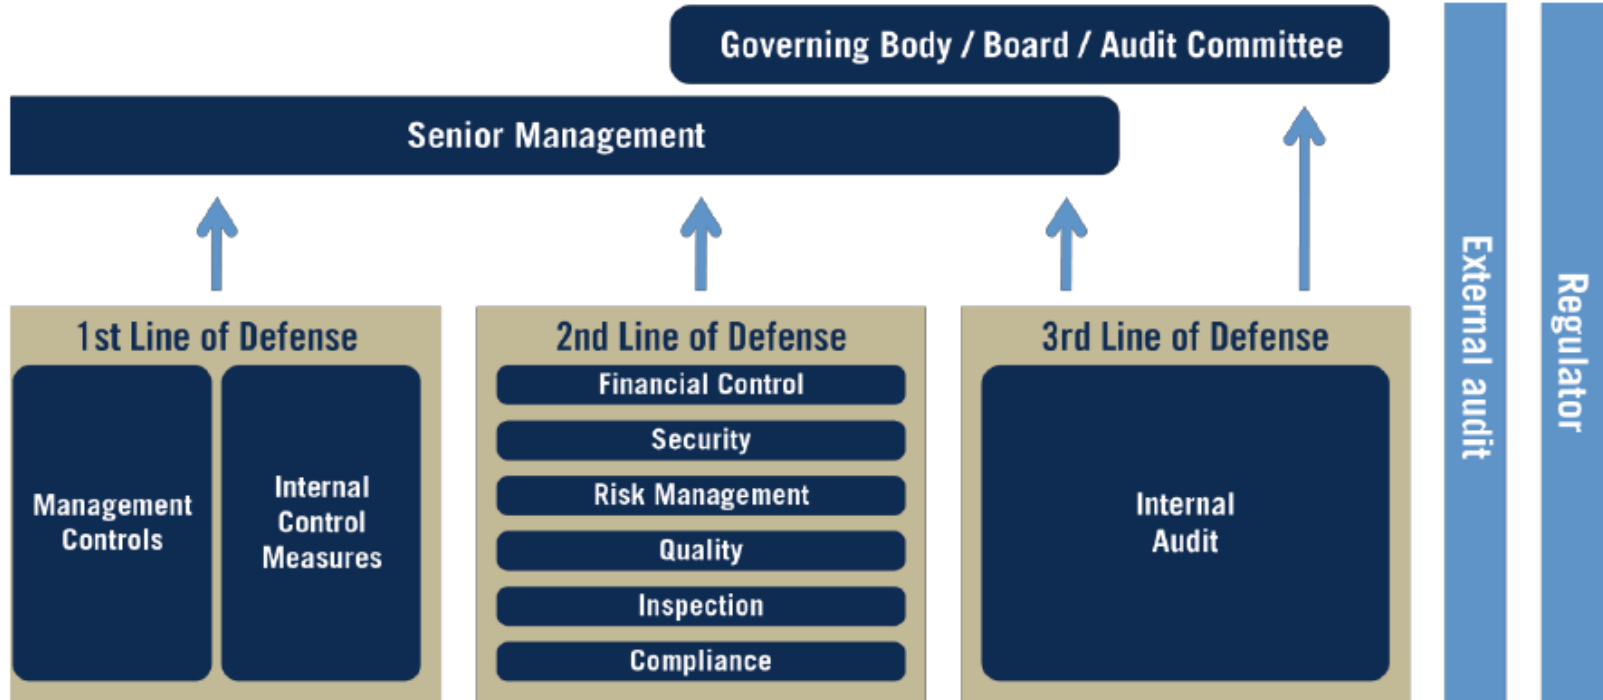 Governing Body / Board / Audit Committee
Senior Management
1st Line of Defense
Management
Controls
Internal
Control
Measures
2nd Line of Defense
Financial Control
Security
Risk Management
Quality
Inspection
Compliance
3rd Line of Defense
Internal
Audit
External audit
Regulator